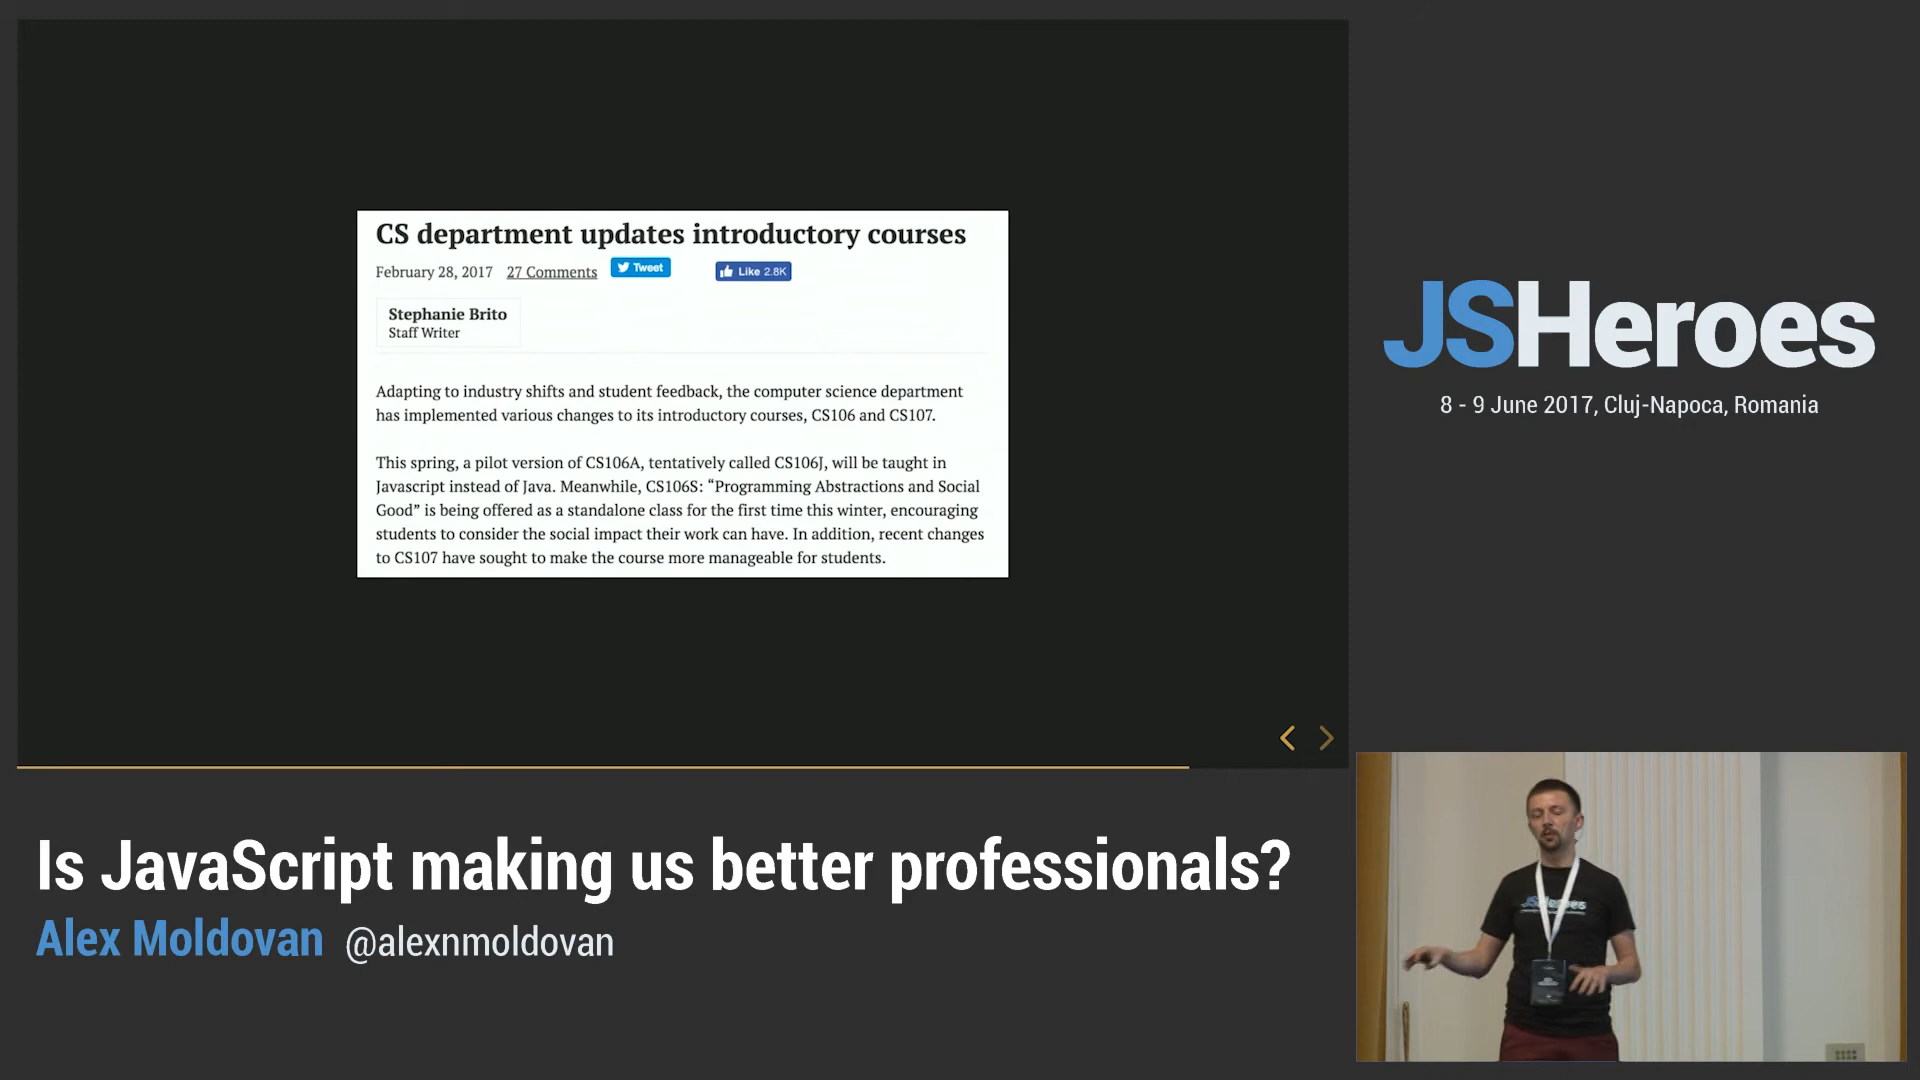 CS department updates introductory courses
February 28, 2017 27 Comments Tweet Like 2.8K
Stephanie Brito
Staff Writer
Adapting to industry shifts and student feedback, the computer science department
has implemented various changes to its introductory courses, CS106 and CS107.
This spring, a pilot version of CS106A, tentatively called CS106J, will be taught in
Javascript instead of Java. Meanwhile, CS106S: “Programming Abstractions and Social
Good” is being offered as a standalone class for the first time this winter, encouraging
students to consider the social impact their work can have. In addition, recent changes
to CS107 have sought to make the course more manageable for students.
JSHeroes
8 - 9 June 2017, Cluj-Napoca, Romania
Is JavaScript making us better professionals?
Alex Moldovan @alexnmoldovan
JSHeroes